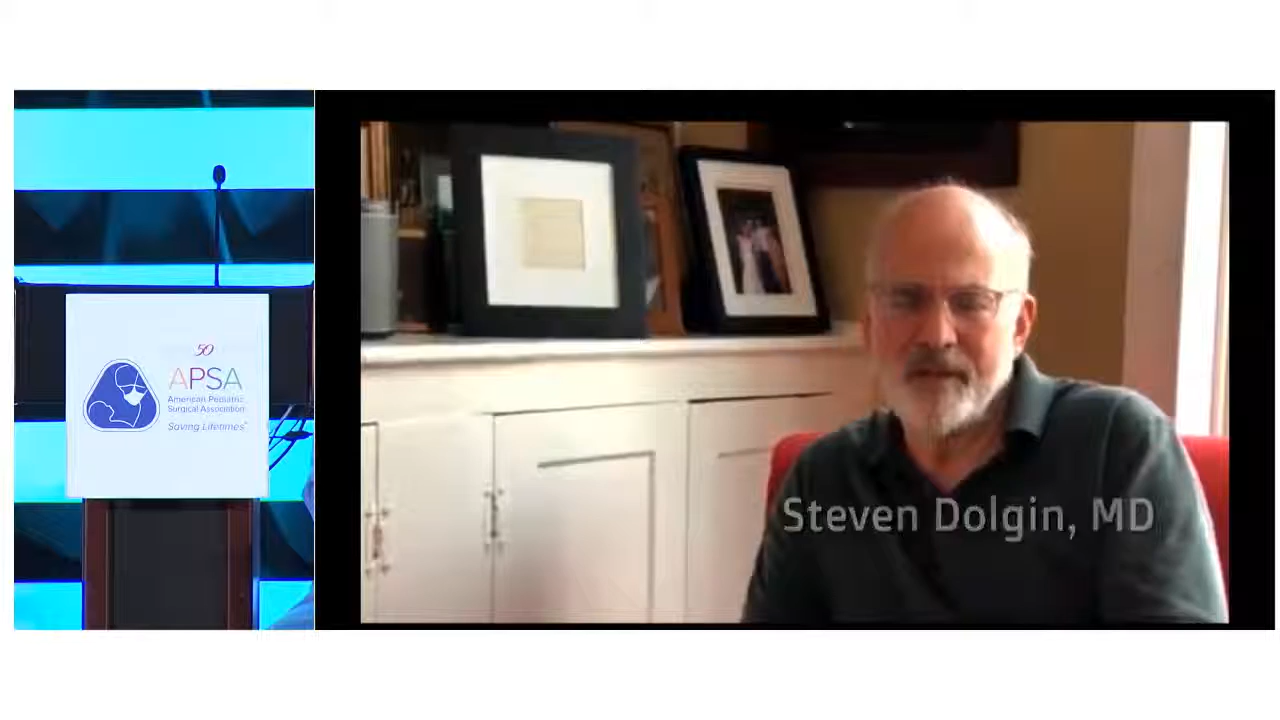 50
APSA
American Pediatric
Surgical Association
Saving Lifetimes
Steven Dolgin, MD